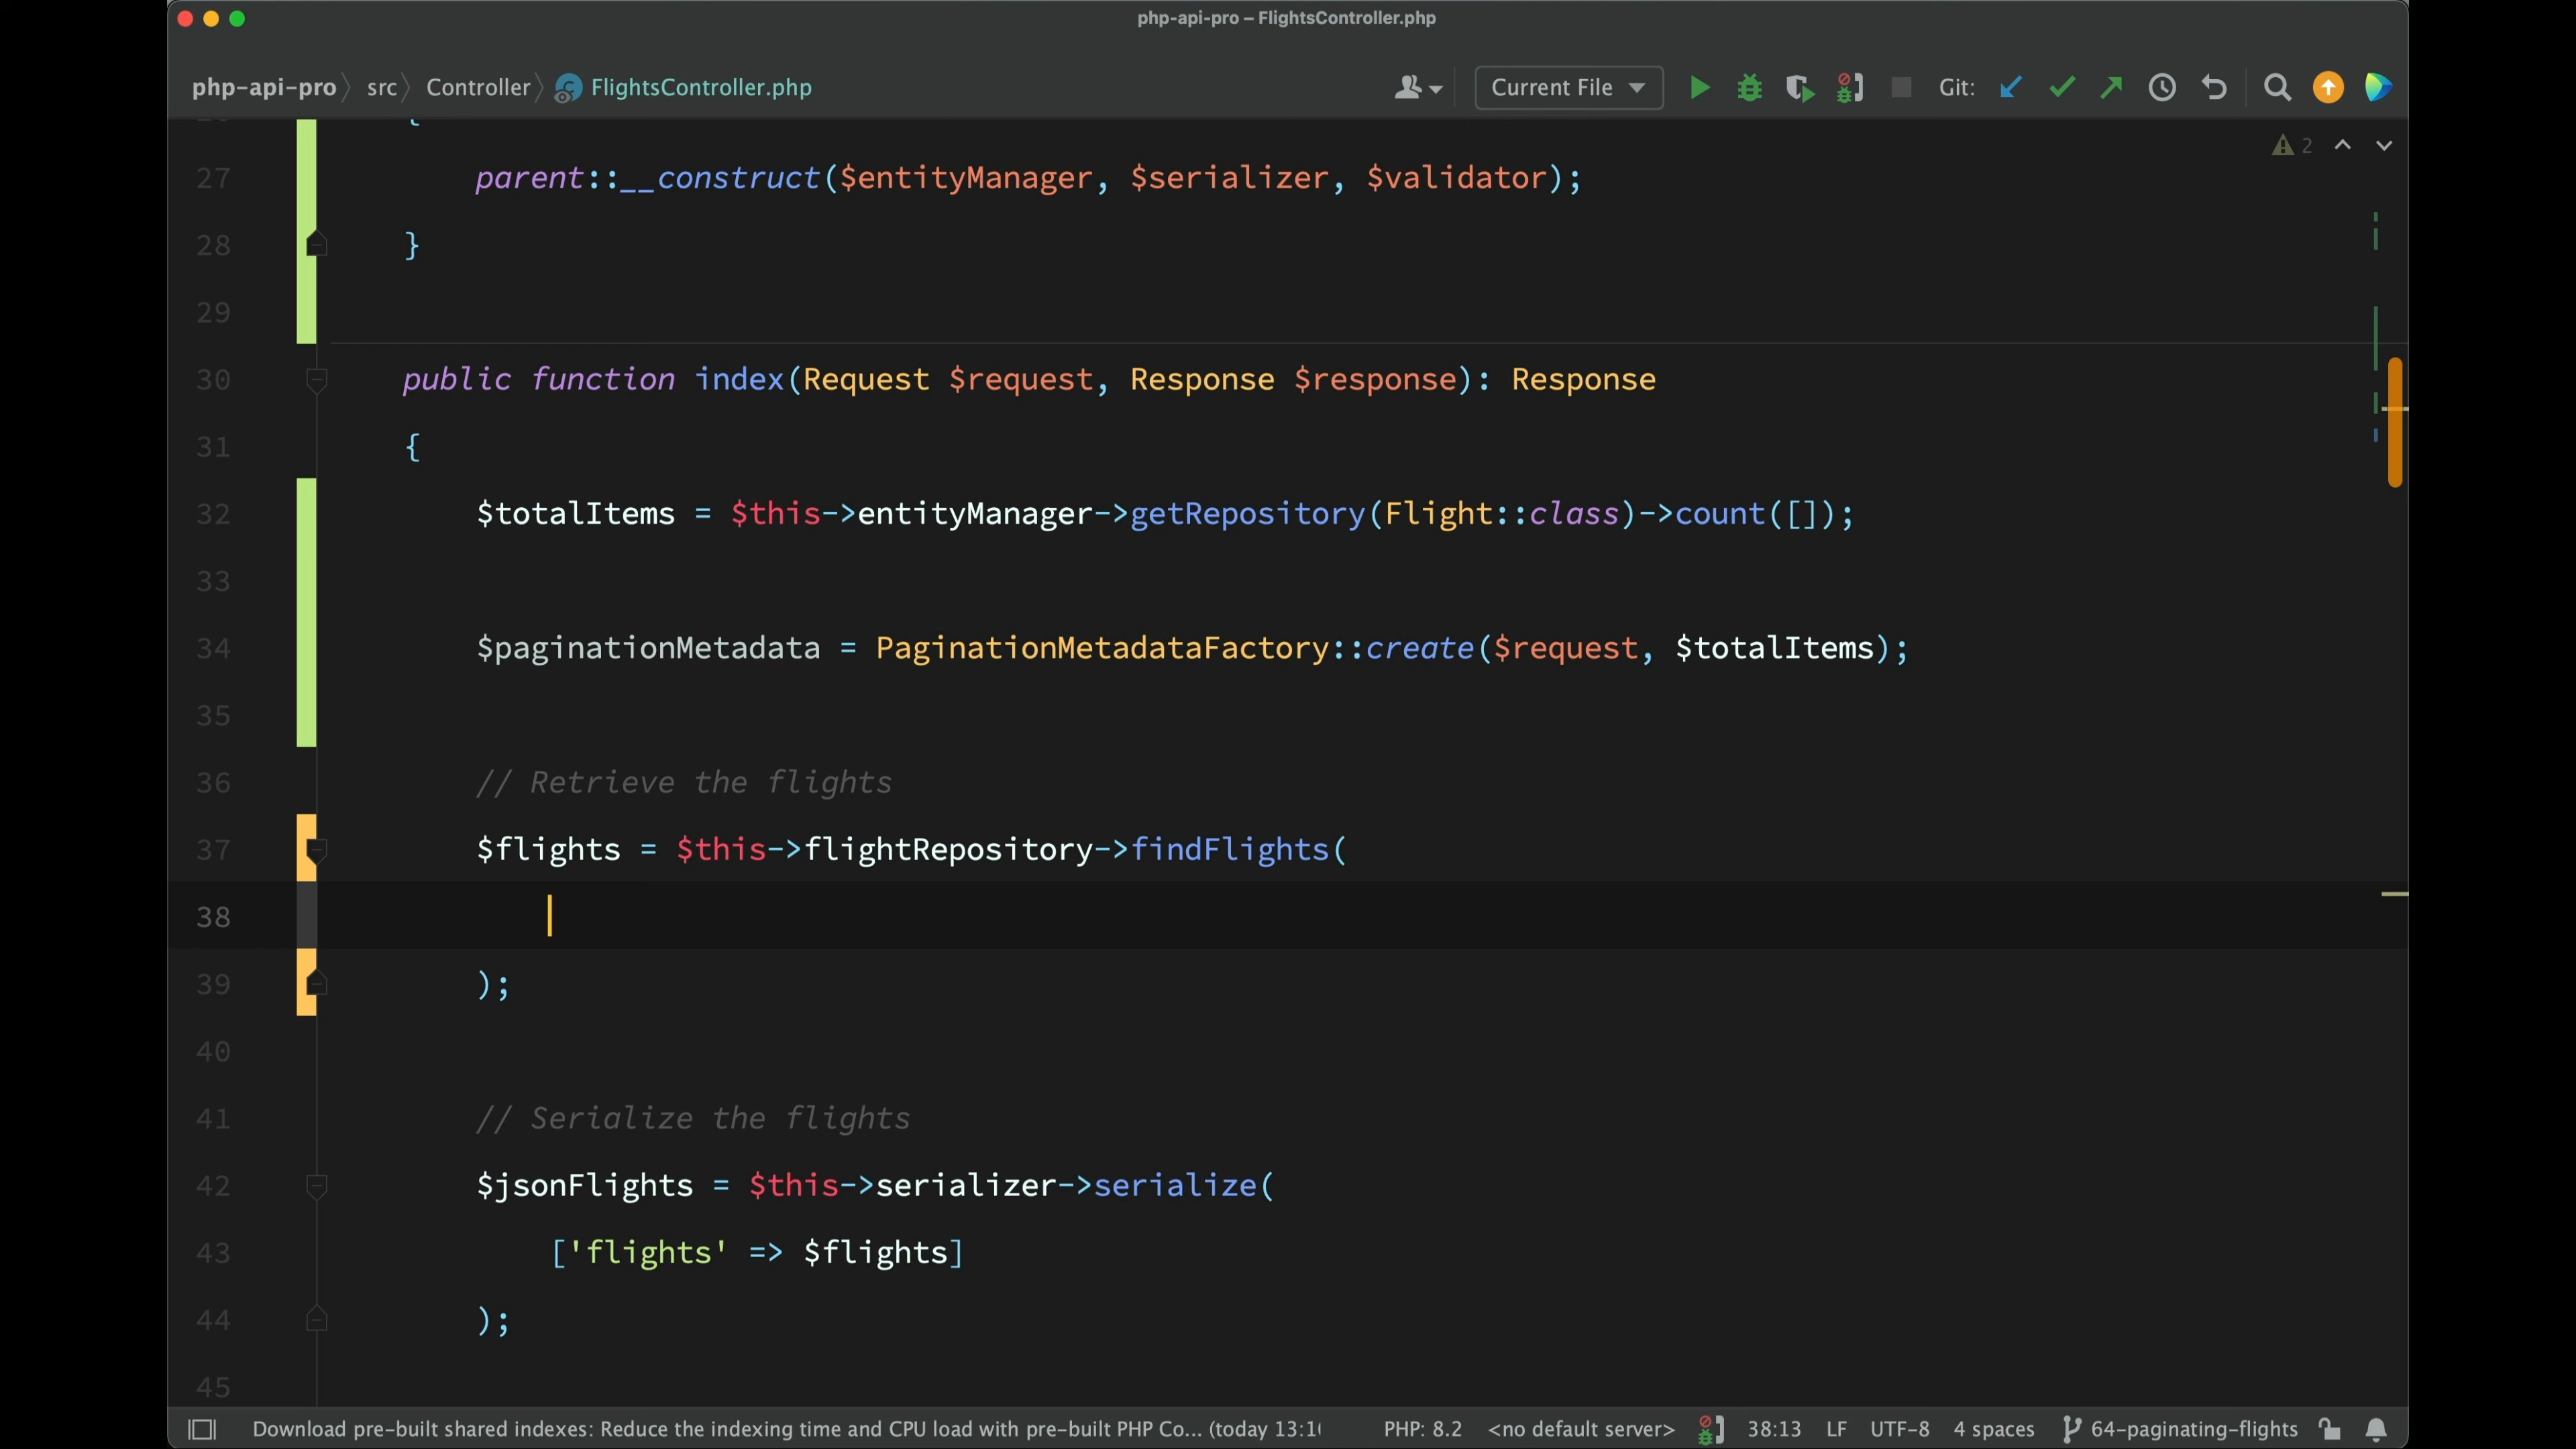 php-api-pro – FlightsController.php
php-api-pro src Controller FlightsController.php Current File Git:
2
{
27 parent::__construct($entityManager, $serializer, $validator);
28 }
29
30 public function index(Request $request, Response $response): Response
31 {
32 $totalItems = $this->entityManager->getRepository(Flight::class)->count([]);
33
34 $paginationMetadata = PaginationMetadataFactory::create($request, $totalItems);
35
36 // Retrieve the flights
37 $flights = $this->flightRepository->findFlights(
38
39 );
40
41 // Serialize the flights
42 $jsonFlights = $this->serializer->serialize(
43 ['flights' => $flights]
44 );
45
Download pre-built shared indexes: Reduce the indexing time and CPU load with pre-built PHP Co... (today 13:1 PHP: 8.2 <no default server> 38:13 LF UTF-8 4 spaces 64-paginating-flights